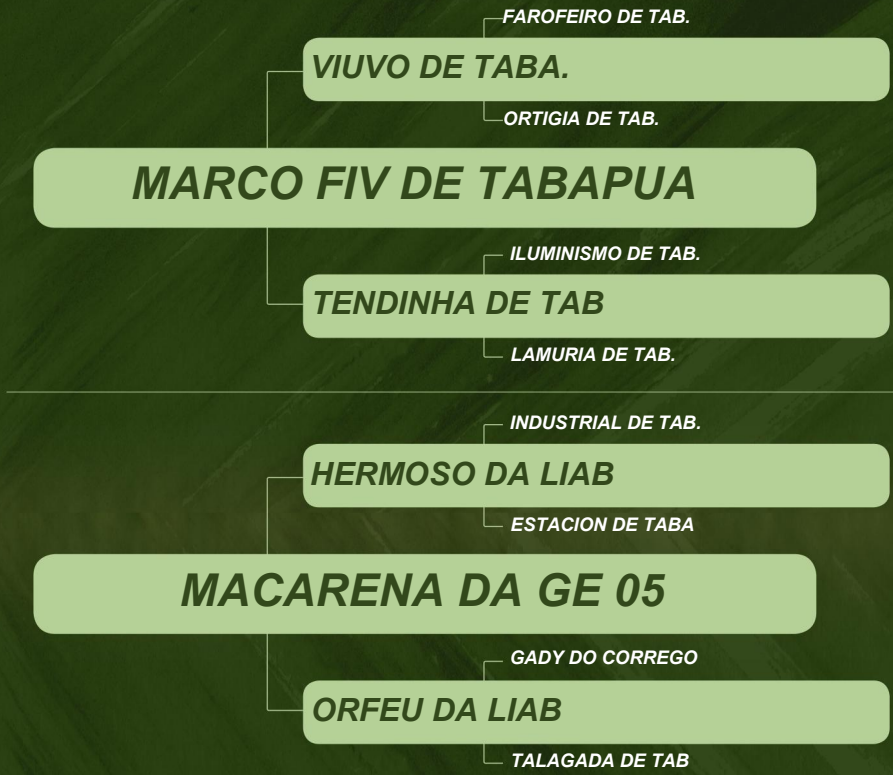 FAROFEIRO DE TAB.
VIUVO DE TABA.
ORTIGIA DE TAB.
MARCO FIV DE TABAPUA
ILUMINISMO DE TAB.
TENDINHA DE TAB
LAMURIA DE TAB.
INDUSTRIAL DE TAB.
HERMOSO DA LIAB
ESTACION DE TABA
MACARENA DA GE 05
GADY DO CORREGO
ORFEU DA LIAB
TALAGADA DE TAB